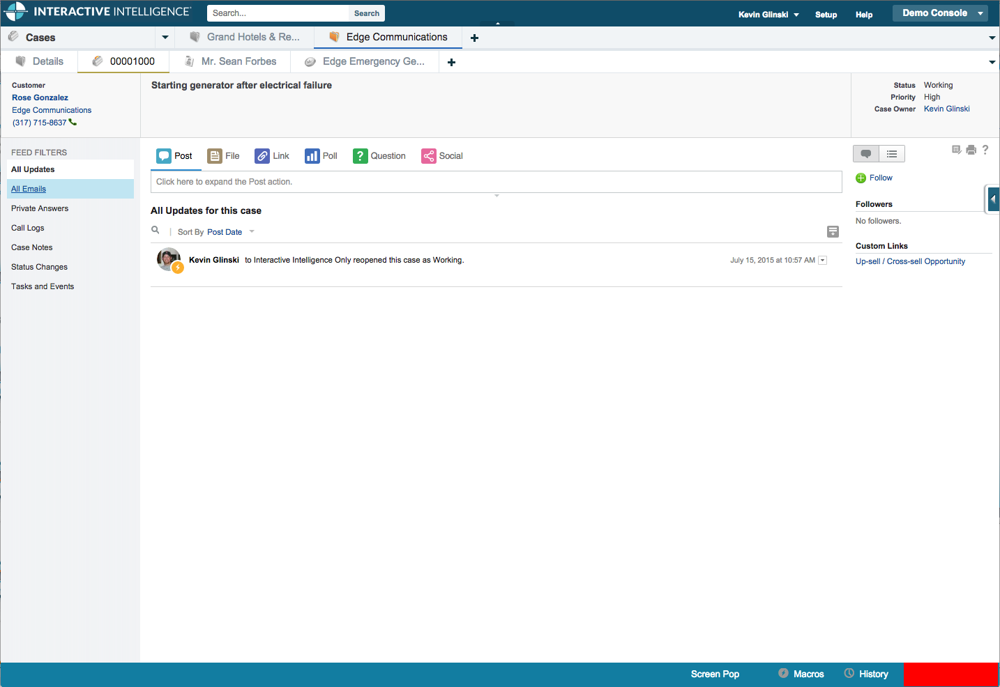 INTERACTIVE INTELLIGENCE®
Search...
Search
Kevin Glinski
Setup
Help
Demo Console
Cases
Grand Hotels & Re...
Edge Communications
Details
00001000
Mr. Sean Forbes
Edge Emergency Ge...
Customer
Rose Gonzalez
Edge Communications
(317) 715-8637
Starting generator after electrical failure
Status Working
Priority High
Case Owner Kevin Glinski
FEED FILTERS
All Updates
All Emails
Private Answers
Call Logs
Case Notes
Status Changes
Tasks and Events
Post
File
Link
Poll
Question
Social
Click here to expand the Post action.
All Updates for this case
Sort By Post Date
Kevin Glinski to Interactive Intelligence Only reopened this case as Working.
July 15, 2015 at 10:57 AM
Follow
Followers
No followers.
Custom Links
Up-sell / Cross-sell Opportunity
Screen Pop
Macros
History